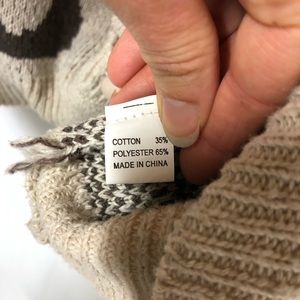 COTTON 35%
POLYESTER 65%
MADE IN CHINA